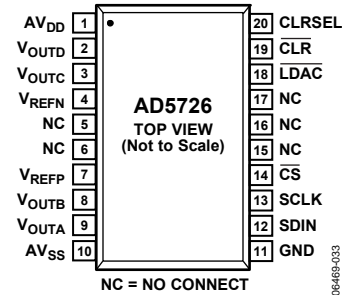 AVDD 1
VOUTD 2
VOUTC 3
VREFN 4
NC 5
NC 6
VREFP 7
VOUTB 8
VOUTA 9
AVSS 10
AD5726
TOP VIEW
(Not to Scale)
20 CLRSEL
19 CLR
18 LDAC
17 NC
16 NC
15 NC
14 CS
13 SCLK
12 SDIN
11 GND
NC = NO CONNECT
06469-033